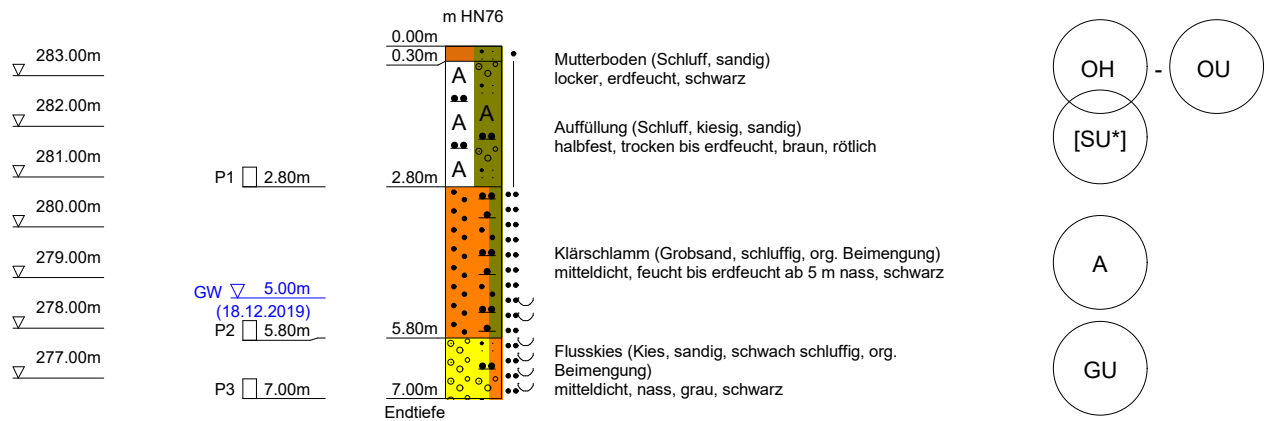 m HN76
0.00m
283.00m
0.30m
Mutterboden (Schluff, sandig)
locker, erdfeucht, schwarz
OH - OU
A
282.00m
A
A
Auffüllung (Schluff, kiesig, sandig)
halbfest, trocken bis erdfeucht, braun, rötlich
[SU*]
281.00m
A
P1 2.80m
2.80m
280.00m
279.00m
Klärschlamm (Grobsand, schluffig, org. Beimengung)
mitteldicht, feucht bis erdfeucht ab 5 m nass, schwarz
A
GW 5.00m
(18.12.2019)
278.00m
P2 5.80m
5.80m
277.00m
Flusskies (Kies, sandig, schwach schluffig, org.
Beimengung)
mitteldicht, nass, grau, schwarz
GU
P3 7.00m
7.00m
Endtiefe